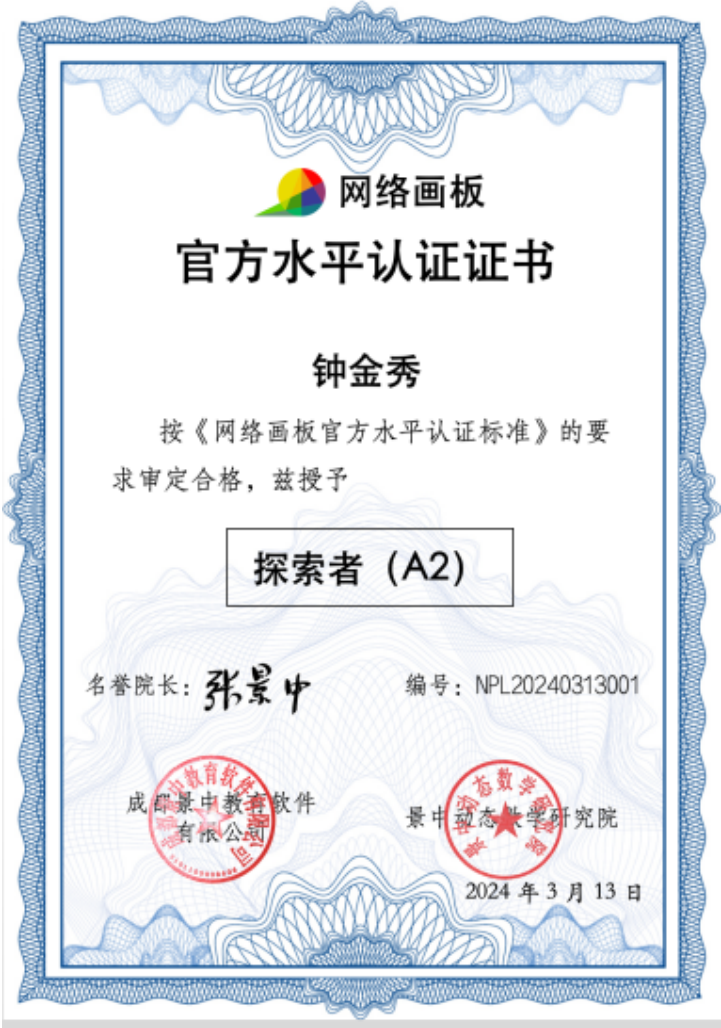 网络画板
官方水平认证证书
钟金秀
按《网络画板官方水平认证标准》的要
求审定合格，兹授予
探索者（A2）
名誉院长：张景中
编号：NPL20240313001
成都景中教育软件
有限公司
景中动态数学研究院
2024 年 3 月 13 日